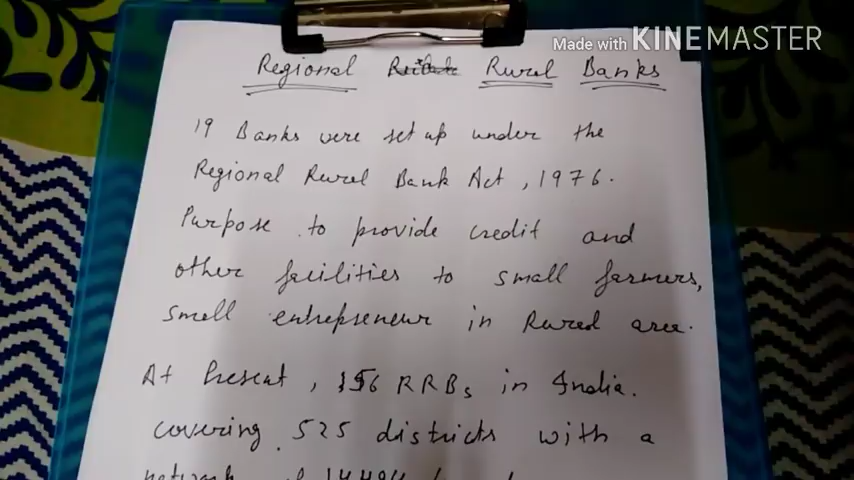 Made with KINEMASTER
Regional Rural Banks
19 Banks were set up under the
Regional Rural Bank Act, 1976.
Purpose to provide credit and
other facilities to small farmers,
small entrepreneur in Rural area.
At Present, 156 RRBs in India.
covering 525 districts with a